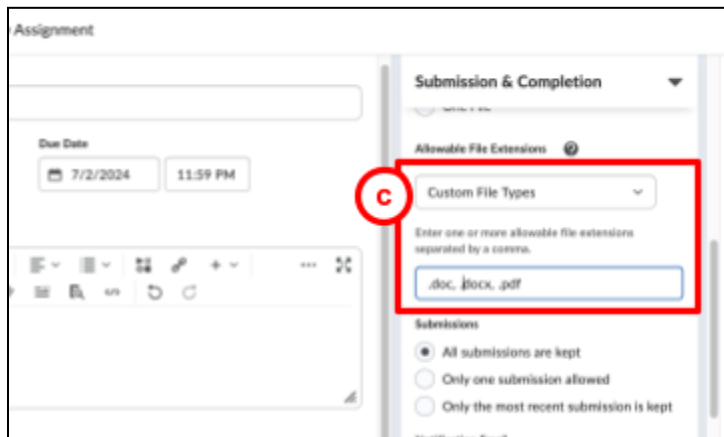 Assignment
Submission & Completion
One File
Due Date
7/2/2024
11:59 PM
Allowable File Extensions
C
Custom File Types
Enter one or more allowable file extensions
separated by a comma.
.doc, .docx, .pdf
Submissions
All submissions are kept
Only one submission allowed
Only the most recent submission is kept